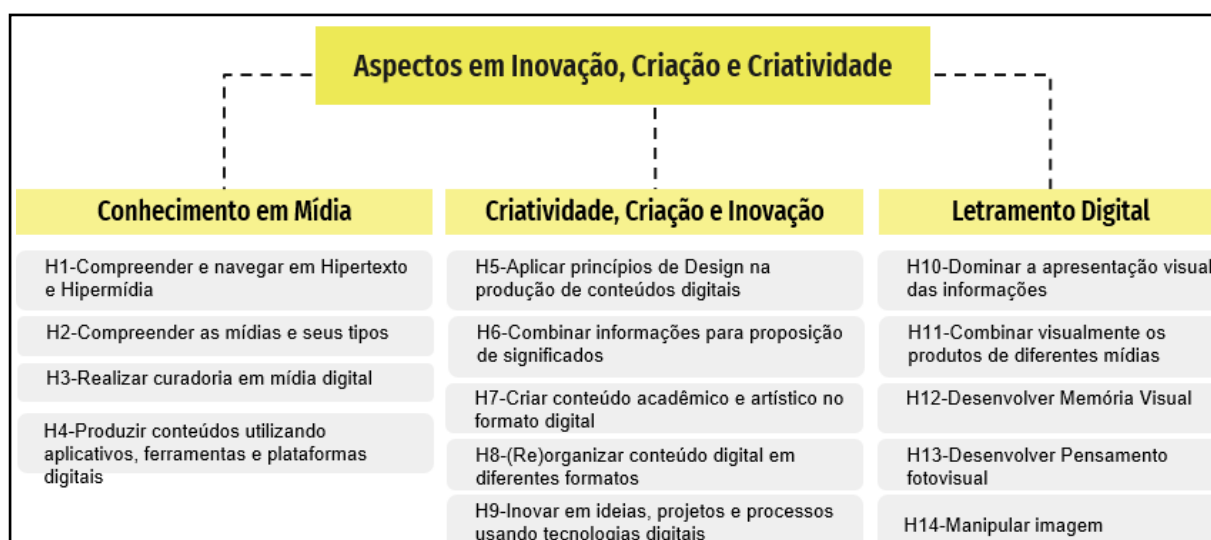 Aspectos em Inovação, Criação e Criatividade
Conhecimento em Mídia
H1-Compreender e navegar em Hipertexto
e Hipermídia
H2-Compreender as mídias e seus tipos
H3-Realizar curadoria em mídia digital
H4-Produzir conteúdos utilizando
aplicativos, ferramentas e plataformas
digitais
Criatividade, Criação e Inovação
H5-Aplicar princípios de Design na
produção de conteúdos digitais
H6-Combinar informações para proposição
de significados
H7-Criar conteúdo acadêmico e artístico no
formato digital
H8-(Re)organizar conteúdo digital em
diferentes formatos
H9-Inovar em ideias, projetos e processos
usando tecnologias digitais
Letramento Digital
H10-Dominar a apresentação visual
das informações
H11-Combinar visualmente os
produtos de diferentes mídias
H12-Desenvolver Memória Visual
H13-Desenvolver Pensamento
fotovisual
H14-Manipular imagem